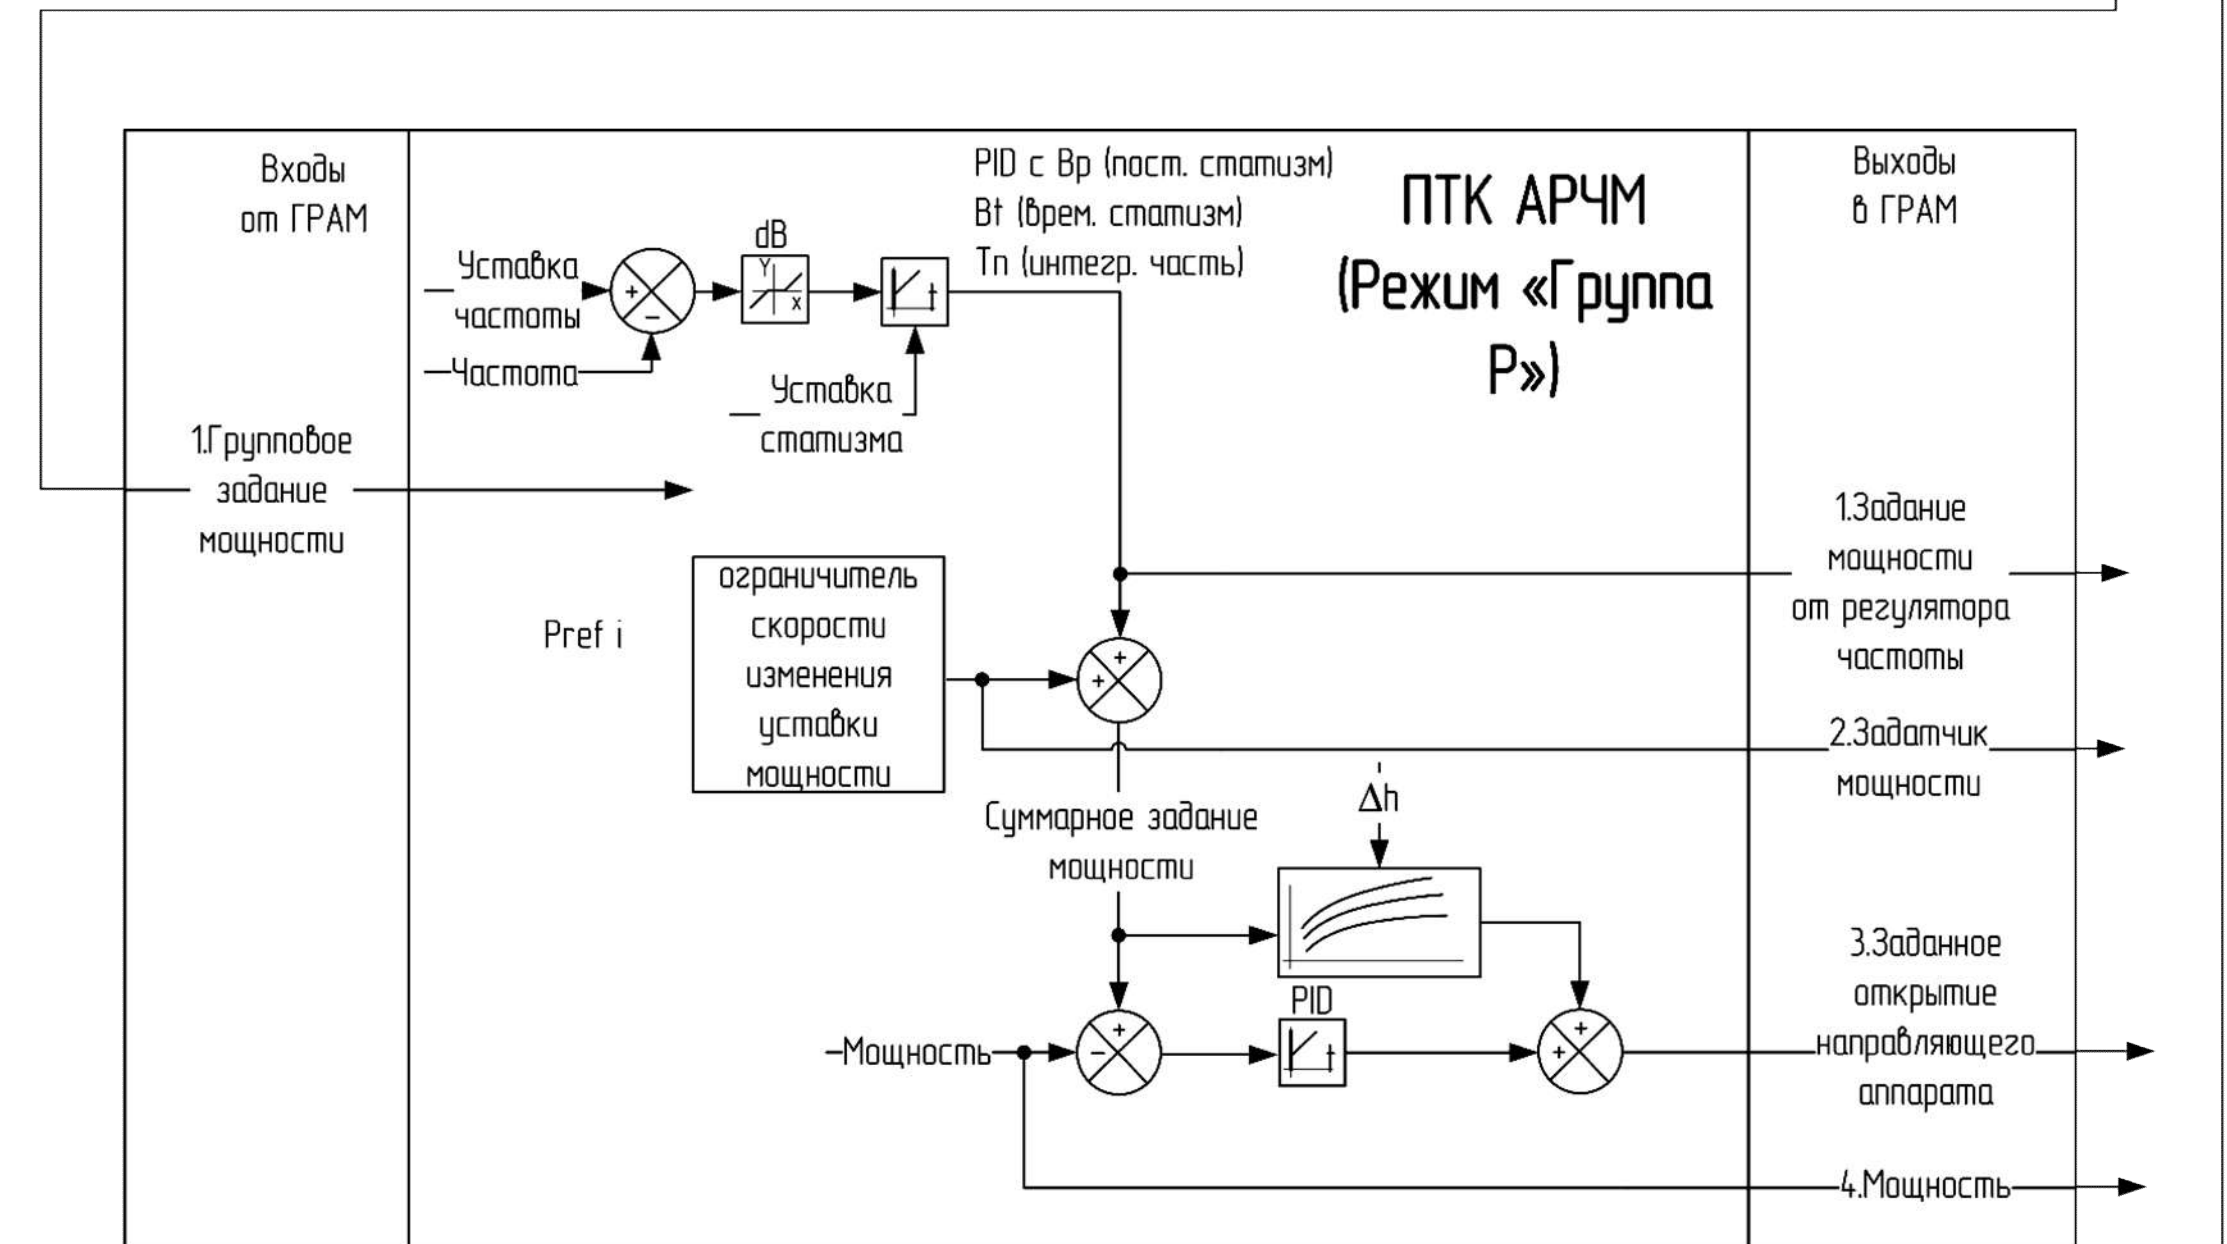 Входы
от ГРАМ
1.Групповое
задание
мощности
Уставка
частоты
Частота
dB
Y
X
Уставка
статизма
PID с Bp (пост. статизм)
Bt (врем. статизм)
Tn (интегр. часть)
ПТК АРЧМ
(Режим «Группа
Р»)
Pref i
ограничитель
скорости
изменения
уставки
мощности
Суммарное задание
мощности
Δh
PID
Мощность
Выходы
в ГРАМ
1.Задание
мощности
от регулятора
частоты
2.Задатчик
мощности
3.Заданное
открытие
направляющего
аппарата
4.Мощность